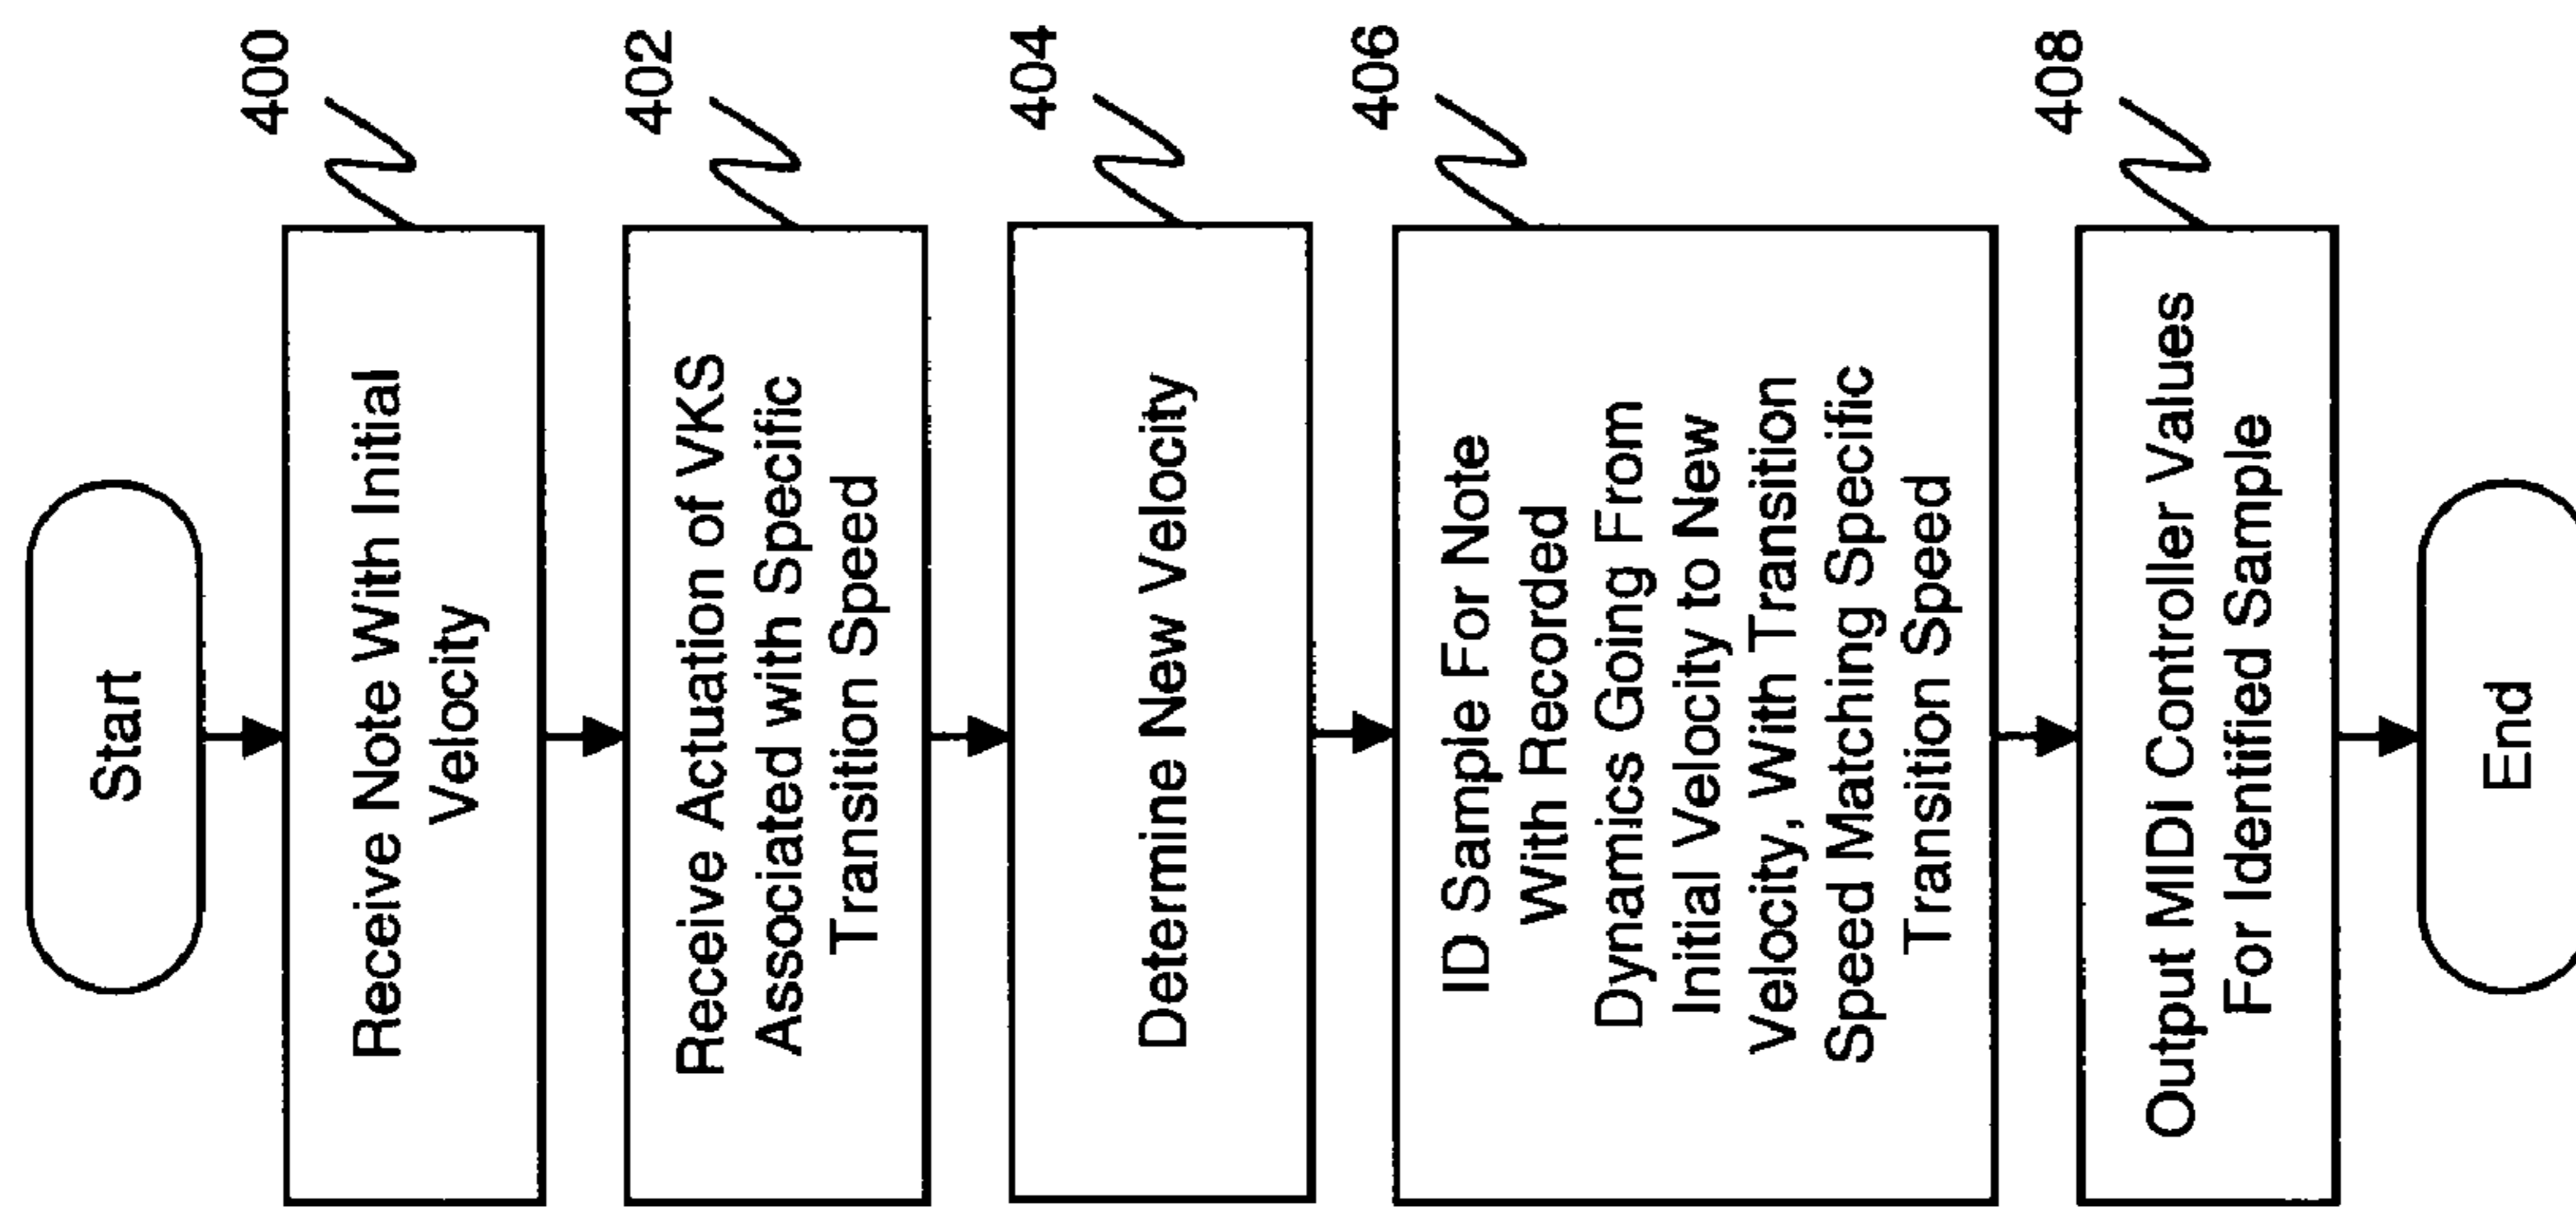 Start
400
Receive Note With Initial
Velocity
402
Receive Actuation of VKS
Associated with Specific
Transition Speed
404
Determine New Velocity
406
ID Sample For Note
With Recorded
Dynamics Going From
Initial Velocity to New
Velocity, With Transition
Speed Matching Specific
Transition Speed
408
Output MIDI Controller Values
For Identified Sample
End